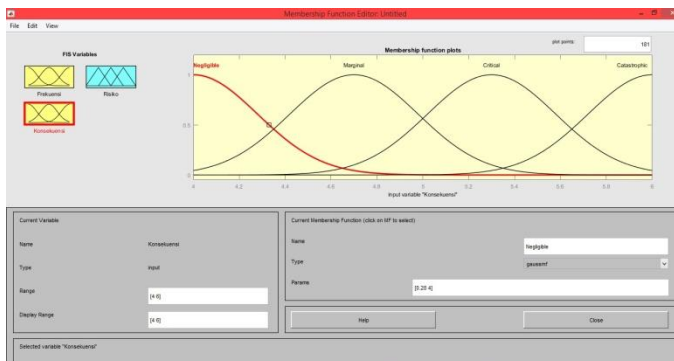 Membership Function Editor: Untitled
File Edit View
FIS Variables
Frekuensi
Risiko
Konsekuensi
plot points:
181
Membership function plots
Negligible
Marginal
Critical
Catastrophic
1
0.5
0
4
4.2
4.4
4.6
4.8
5
5.2
5.4
5.6
5.8
6
input variable "Konsekuensi"
Current Variable
Name
Konsekuensi
Type
input
Range
[4 6]
Display Range
[4 6]
Current Membership Function (click on MF to select)
Name
Negligible
Type
gaussmf
Params
4]
Help
Close
Selected variable "Konsekuensi"